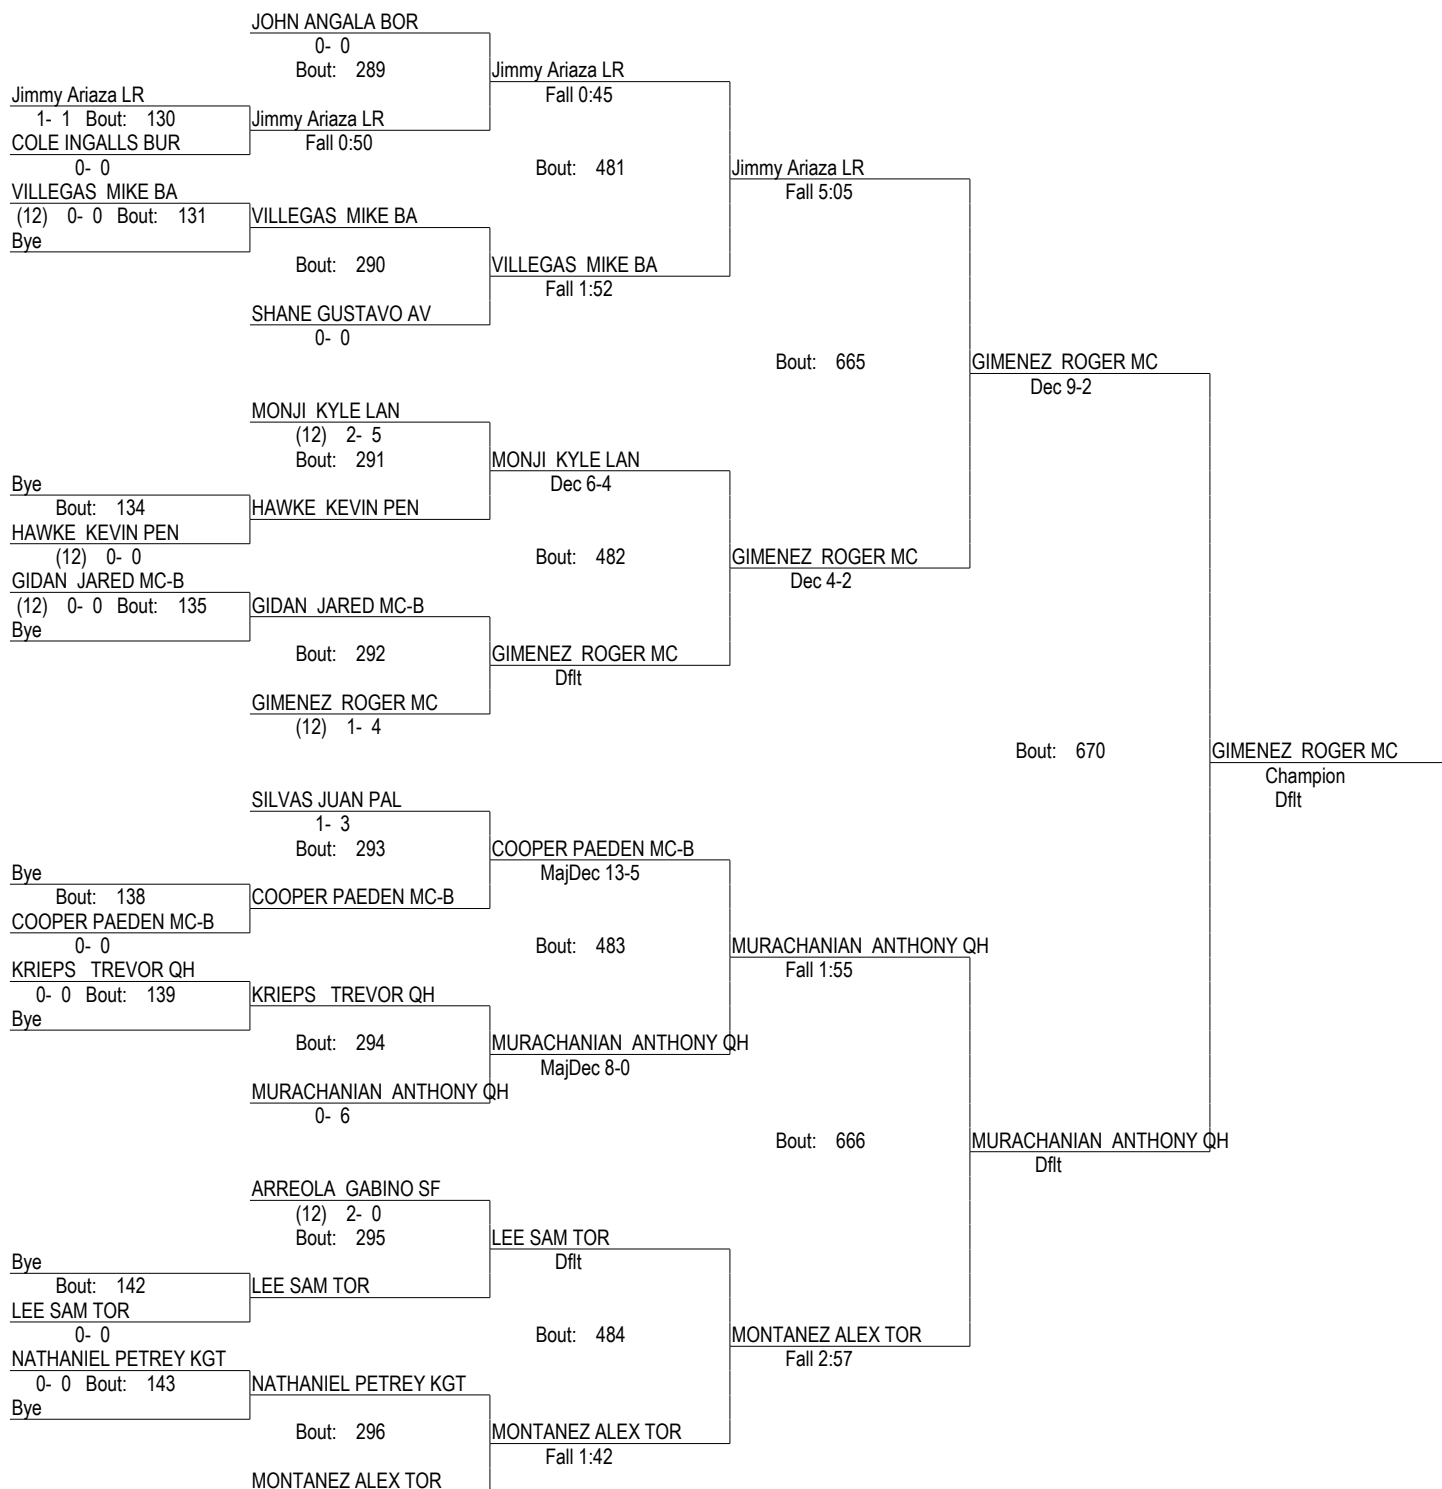 JOHN ANGALA BOR
0- 0
Bout: 289
Jimmy Ariaza LR
Fall 0:45
Jimmy Ariaza LR
1- 1 Bout: 130
Jimmy Ariaza LR
Fall 0:50
COLE INGALLS BUR
0- 0
Bout: 481
Jimmy Ariaza LR
Fall 5:05
VILLEGAS MIKE BA
(12) 0- 0 Bout: 131
VILLEGAS MIKE BA
Bye
Bout: 290
VILLEGAS MIKE BA
Fall 1:52
SHANE GUSTAVO AV
0- 0
Bout: 665
GIMENEZ ROGER MC
Dec 9-2
MONJI KYLE LAN
(12) 2- 5
Bout: 291
MONJI KYLE LAN
Dec 6-4
Bye
Bout: 134
HAWKE KEVIN PEN
HAWKE KEVIN PEN
(12) 0- 0
Bout: 482
GIMENEZ ROGER MC
Dec 4-2
GIDAN JARED MC-B
(12) 0- 0 Bout: 135
GIDAN JARED MC-B
Bye
Bout: 292
GIMENEZ ROGER MC
Dflt
GIMENEZ ROGER MC
(12) 1- 4
Bout: 670
GIMENEZ ROGER MC
Champion
Dflt
SILVAS JUAN PAL
1- 3
Bout: 293
COOPER PAEDEN MC-B
MajDec 13-5
Bye
Bout: 138
COOPER PAEDEN MC-B
COOPER PAEDEN MC-B
0- 0
Bout: 483
MURACHANIAN ANTHONY QH
Fall 1:55
KRIEPS TREVOR QH
0- 0 Bout: 139
KRIEPS TREVOR QH
Bye
Bout: 294
MURACHANIAN ANTHONY QH
MajDec 8-0
MURACHANIAN ANTHONY QH
0- 6
Bout: 666
MURACHANIAN ANTHONY QH
Dflt
ARREOLA GABINO SF
(12) 2- 0
Bout: 295
LEE SAM TOR
Dflt
Bye
Bout: 142
LEE SAM TOR
LEE SAM TOR
0- 0
Bout: 484
MONTANEZ ALEX TOR
Fall 2:57
NATHANIEL PETREY KGT
0- 0 Bout: 143
NATHANIEL PETREY KGT
Bye
Bout: 296
MONTANEZ ALEX TOR
Fall 1:42
MONTANEZ ALEX TOR